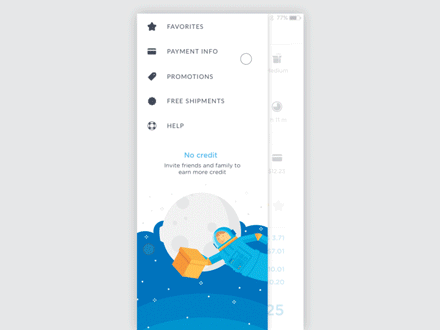 77%
FAVORITES
PAYMENT INFO
PROMOTIONS
FREE SHIPMENTS
HELP
No credit
Invite friends and family to
earn more credit
$12.20
25